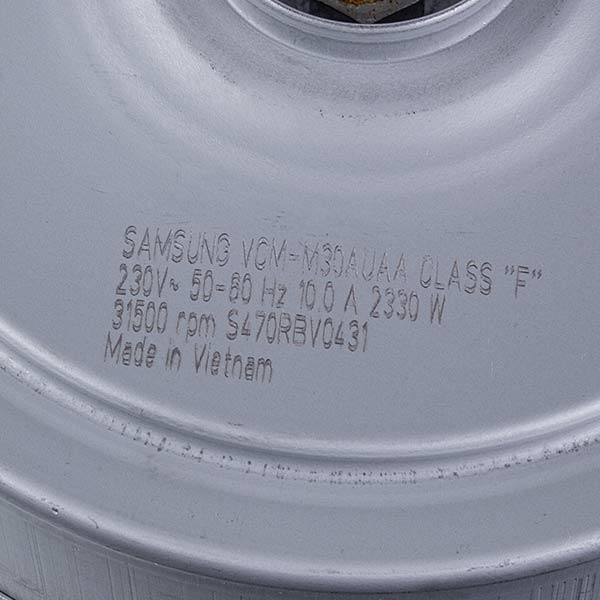 SAMSUNG VCM-M30AUAA CLASS "F"
230V~ 50-60 Hz 10.0 A 2330 W
31500 rpm S470RBV0431
Made in Vietnam